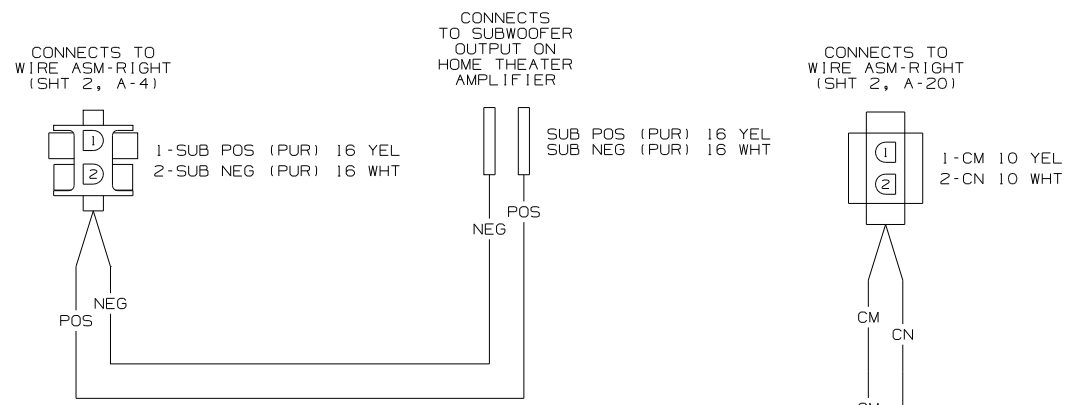 CONNECTS TO
WIRE ASM-RIGHT
(SHT 2, A-4)
1
2
1-SUB POS (PUR) 16 YEL
2-SUB NEG (PUR) 16 WHT
POS
NEG
CONNECTS
TO SUBWOOFER
OUTPUT ON
HOME THEATER
AMPLIFIER
SUB POS (PUR) 16 YEL
SUB NEG (PUR) 16 WHT
NEG
POS
CONNECTS TO
WIRE ASM-RIGHT
(SHT 2, A-20)
1
2
1-CM 10 YEL
2-CN 10 WHT
CM
CN